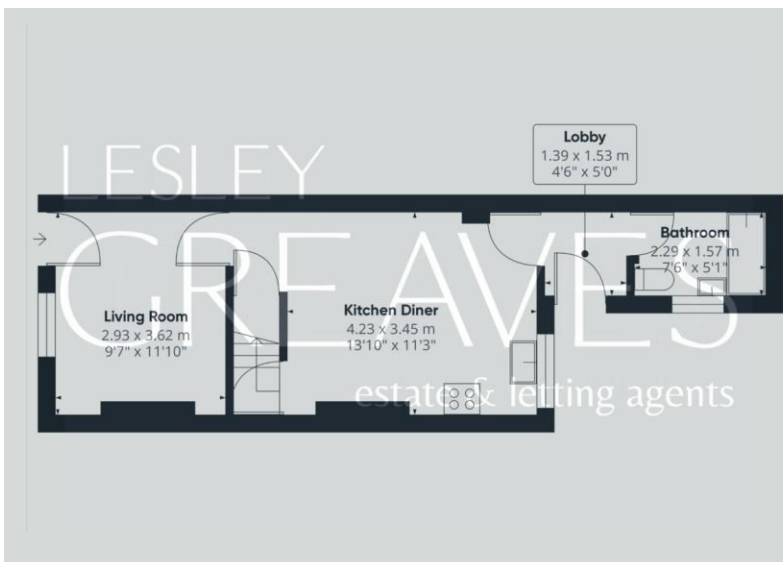 LESLEY
GREAVES
estate & letting agents
Lobby
1.39 x 1.53 m
4'6" x 5'0"
Bathroom
2.29 x 1.57 m
7'6" x 5'1"
Living Room
2.93 x 3.62 m
9'7" x 11'10"
Kitchen Diner
4.23 x 3.45 m
13'10" x 11'3"